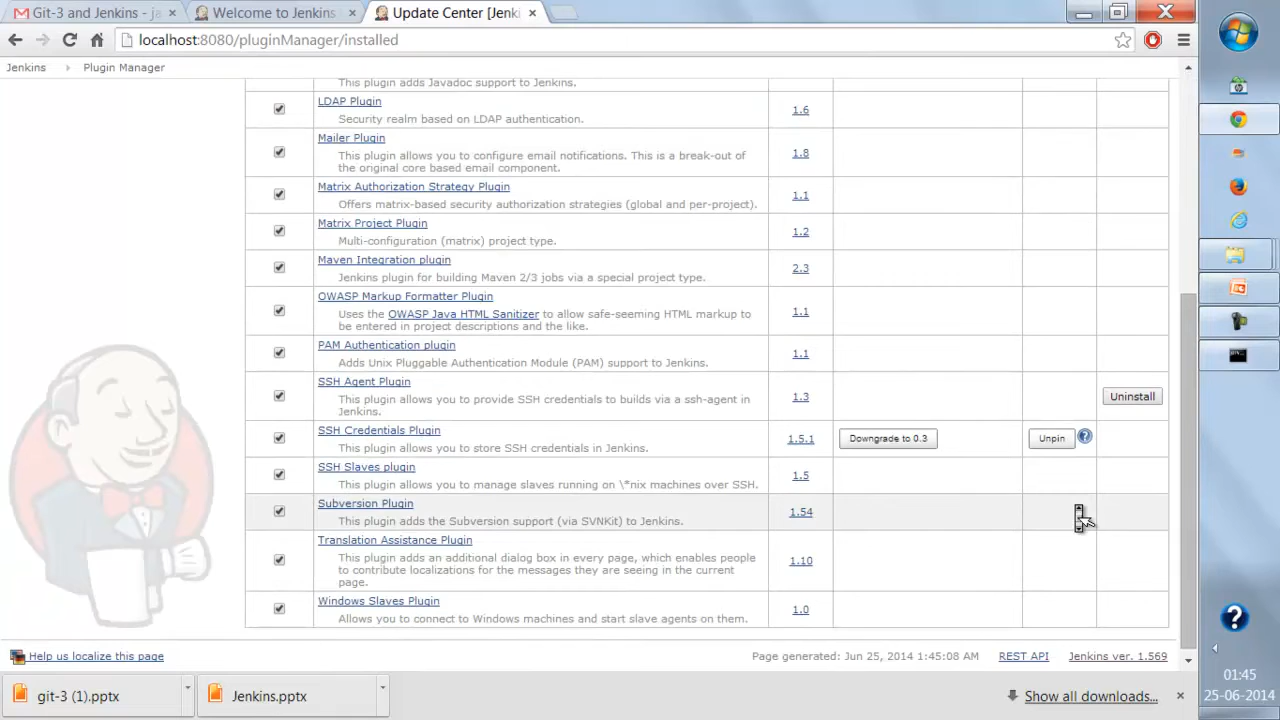 Git-3 and Jenkins - ja
Welcome to Jenkins
Update Center [Jenki
localhost:8080/pluginManager/installed
Jenkins
Plugin Manager
This plugin adds Javadoc support to Jenkins.
LDAP Plugin
Security realm based on LDAP authentication.
1.6
Mailer Plugin
This plugin allows you to configure email notifications. This is a break-out of
the original core based email component.
1.8
Matrix Authorization Strategy Plugin
Offers matrix-based security authorization strategies (global and per-project).
1.1
Matrix Project Plugin
Multi-configuration (matrix) project type.
1.2
Maven Integration plugin
Jenkins plugin for building Maven 2/3 jobs via a special project type.
2.3
OWASP Markup Formatter Plugin
Uses the OWASP Java HTML Sanitizer to allow safe-seeming HTML markup to
be entered in project descriptions and the like.
1.1
PAM Authentication plugin
Adds Unix Pluggable Authentication Module (PAM) support to Jenkins.
1.1
SSH Agent Plugin
This plugin allows you to provide SSH credentials to builds via a ssh-agent in
Jenkins.
1.3
Uninstall
SSH Credentials Plugin
This plugin allows you to store SSH credentials in Jenkins.
1.5.1
Downgrade to 0.3
Unpin
SSH Slaves plugin
This plugin allows you to manage slaves running on \*nix machines over SSH.
1.5
Subversion Plugin
This plugin adds the Subversion support (via SVNKit) to Jenkins.
1.54
Translation Assistance Plugin
This plugin adds an additional dialog box in every page, which enables people
to contribute localizations for the messages they are seeing in the current
page.
1.10
Windows Slaves Plugin
Allows you to connect to Windows machines and start slave agents on them.
1.0
Help us localize this page
Page generated: Jun 25, 2014 1:45:08 AM
REST API
Jenkins ver. 1.569
git-3 (1).pptx
Jenkins.pptx
Show all downloads...
01:45
25-06-2014